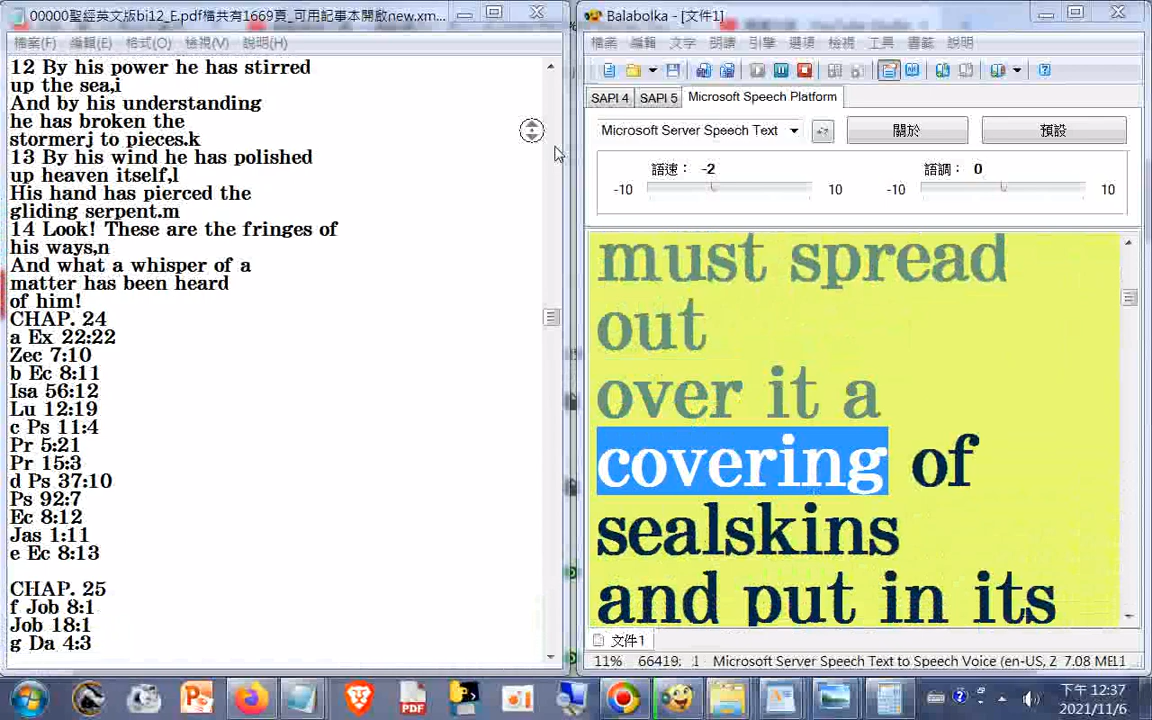 00000聖經英文版bi12_E.pdf檔共有1669頁_可用記事本開啟new.xm...
檔案(F) 編輯(E) 格式(O) 檢視(V) 說明(H)
12 By his power he has stirred
up the sea,i
And by his understanding
he has broken the
stormerj to pieces.k
13 By his wind he has polished
up heaven itself,l
His hand has pierced the
gliding serpent.m
14 Look! These are the fringes of
his ways,n
And what a whisper of a
matter has been heard
of him!
CHAP. 24
a Ex 22:22
Zec 7:10
b Ec 8:11
Isa 56:12
Lu 12:19
c Ps 11:4
Pr 5:21
Pr 15:3
d Ps 37:10
Ps 92:7
Ec 8:12
Jas 1:11
e Ec 8:13
CHAP. 25
f Job 8:1
Job 18:1
g Da 4:3
Balabolka - [文件1]
檔案 編輯 文字 朗讀 引擎 選項 檢視 工具 書籤 說明
SAPI 4 SAPI 5 Microsoft Speech Platform
Microsoft Server Speech Text 關於 預設
語速： -2 語調： 0
-10 10 -10 10
must spread
out
over it a
covering of
sealskins
and put in its
文件1
11% 66419: 1 Microsoft Server Speech Text to Speech Voice (en-US, Z 7.08 ME11
PDF
下午 12:37
2021/11/6